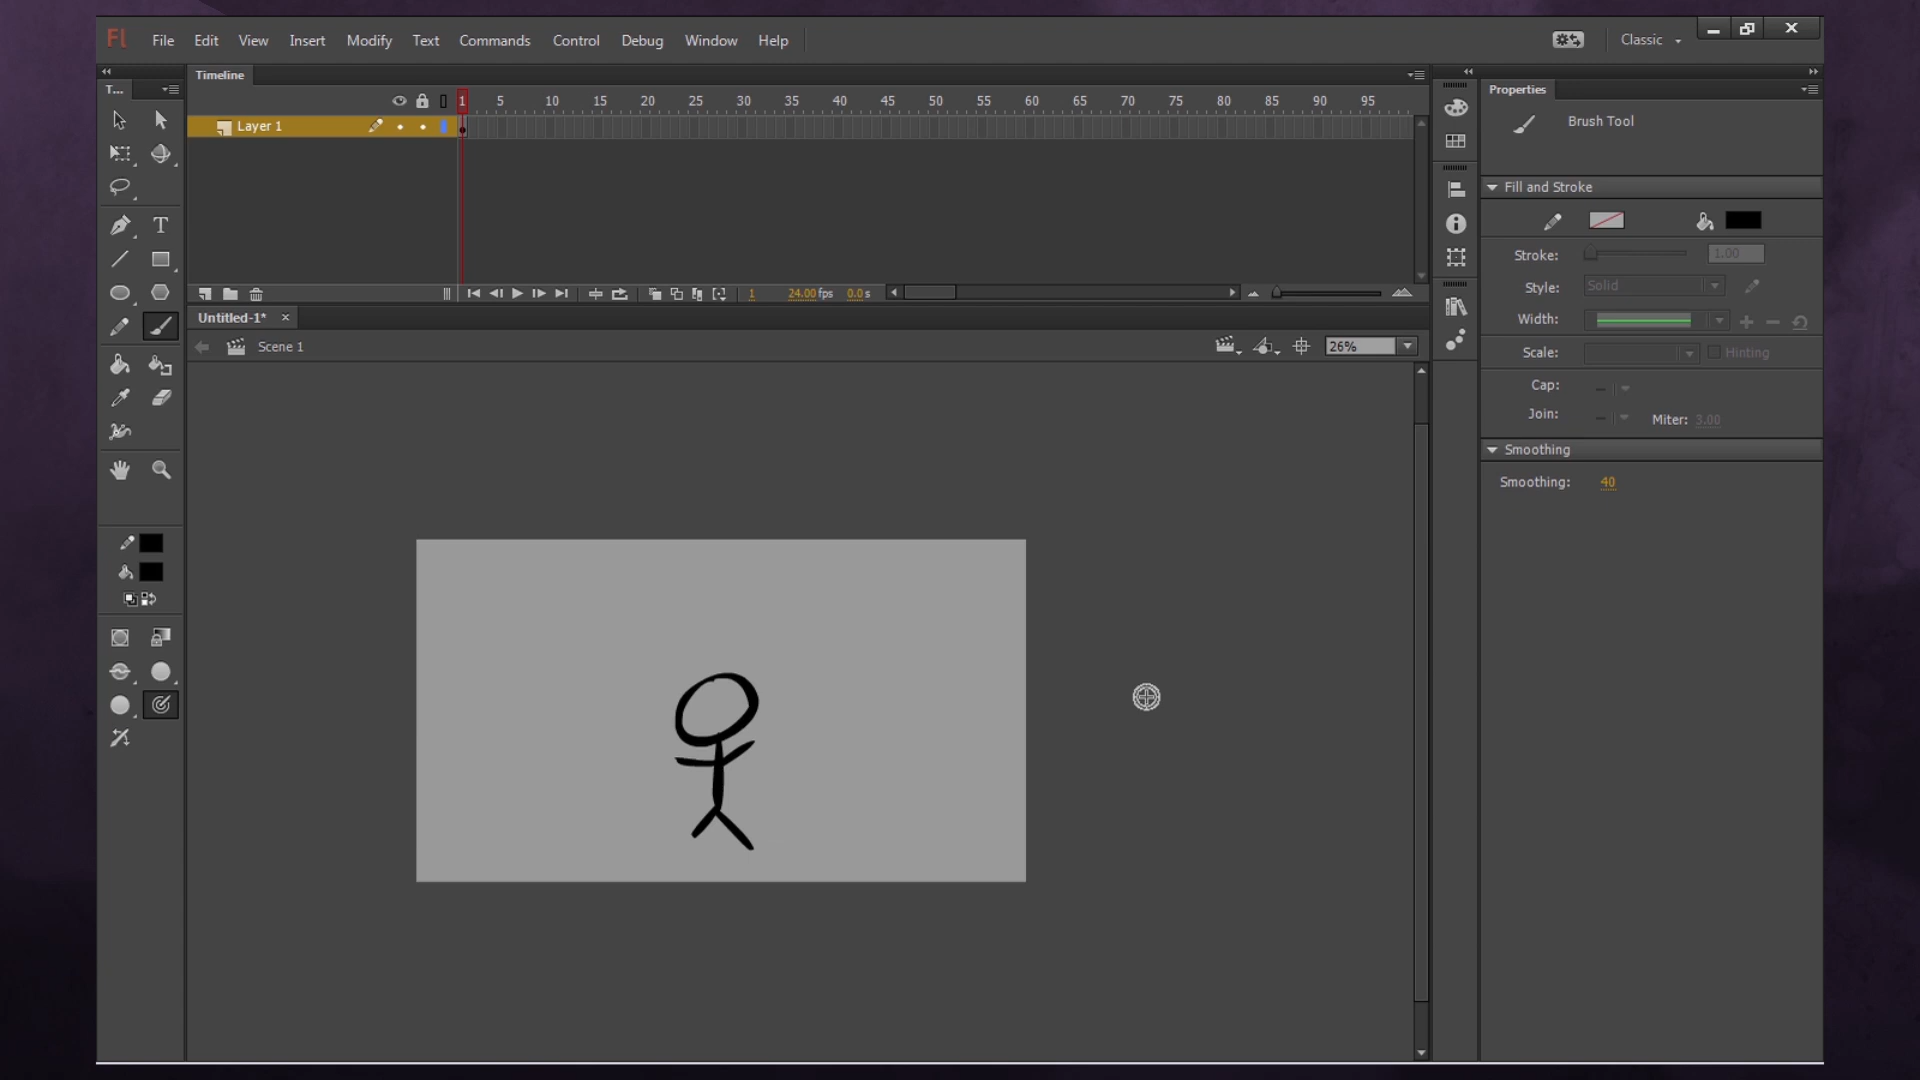 Fl File Edit View Insert Modify Text Commands Control Debug Window Help Classic
T... Timeline Properties
1 5 10 15 20 25 30 35 40 45 50 55 60 65 70 75 80 85 90 95
Layer 1
Brush Tool
Fill and Stroke
Stroke: 1.00
Style: Solid
1 24.00 fps 0.0 s
Untitled-1*
Width:
Scene 1 26%
Scale: Hinting
Cap:
Join: Miter: 3.00
Smoothing
Smoothing: 40